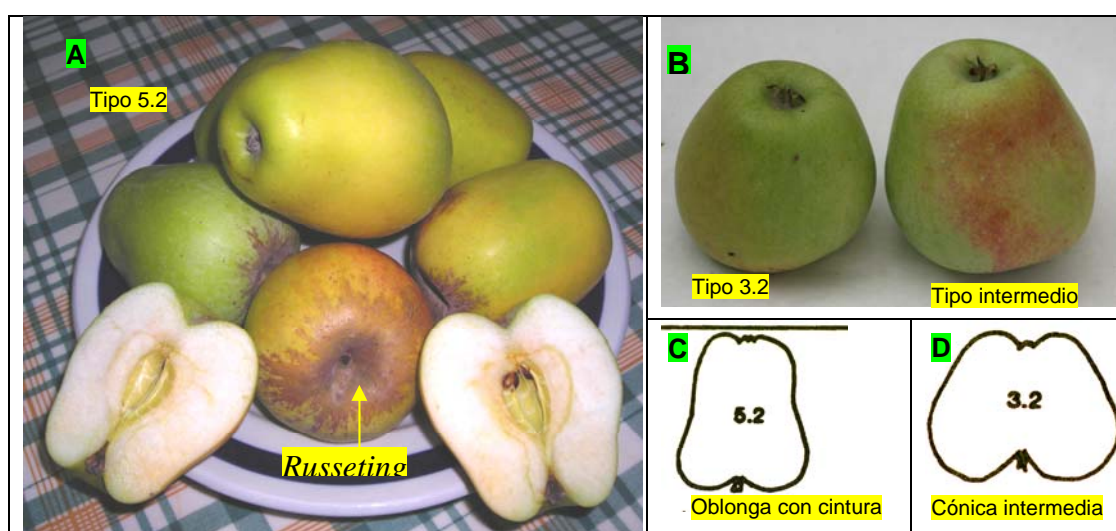 A
Tipo 5.2
Russeting
B
Tipo 3.2
Tipo intermedio
C
5.2
Oblonga con cintura
D
3.2
Cónica intermedia